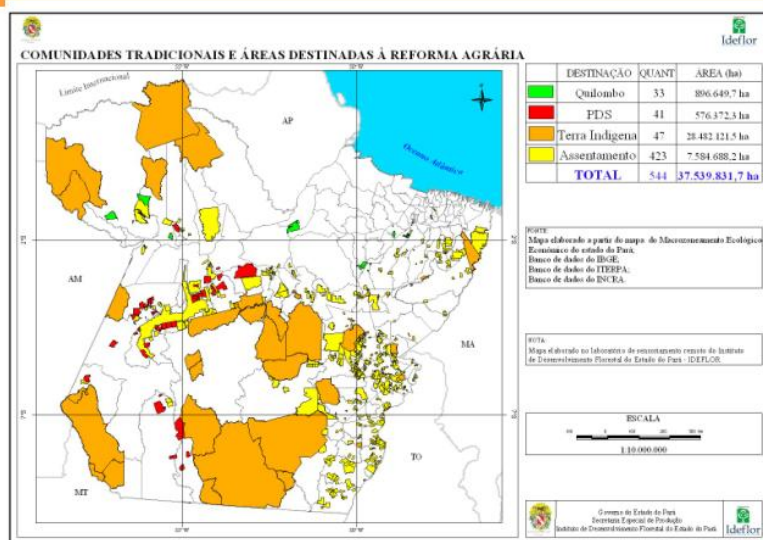 Ideflor
COMUNIDADES TRADICIONAIS E ÁREAS DESTINADAS À REFORMA AGRÁRIA
Limite Internacional
AP
Oceano Atlântico
AM
MA
TO
MT
DESTINAÇÃO QUANT ÁREA (ha)
Quilombo 33 896.649,7 ha
PDS 41 576.372,3 ha
Terra Indigena 47 28.482.121,5 ha
Assentamento 423 7.584.688,2 ha
TOTAL 544 37.539.831,7 ha
FONTE
Mapa elaborado a partir do mapa do Macrozoneamento Ecológico
Econômico do estado do Pará;
Banco de dados do IBGE;
Banco de dados do ITERPA;
Banco de dados do INCRA.
NOTA:
Mapa elaborado no laboratório de sensoriamento remoto do Instituto
de Desenvolvimento Florestal do Estado do Pará - IDEFLOR.
ESCALA
1:10.000.000
Governo do Estado do Pará
Secretaria Especial de Produção
Instituto de Desenvolvimento Florestal do Estado do Pará
Ideflor